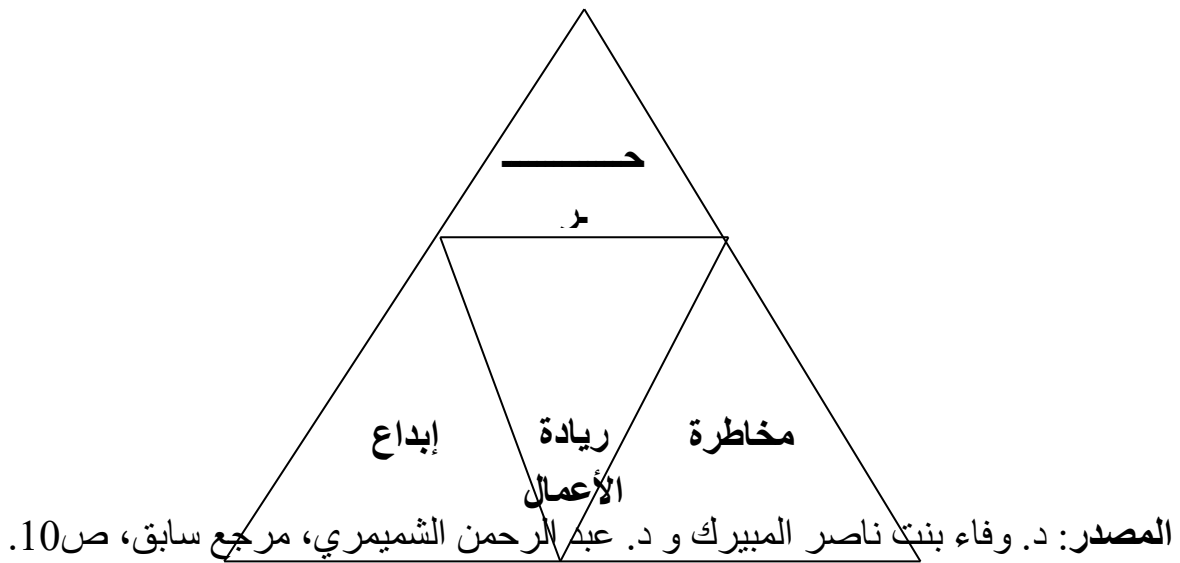 مخاطرة
ريادة
الأعمال
إبداع
المصدر: د. وفاء بنت ناصر المبيرك و د. عبد الرحمن الشميمري، مرجع سابق، ص10.